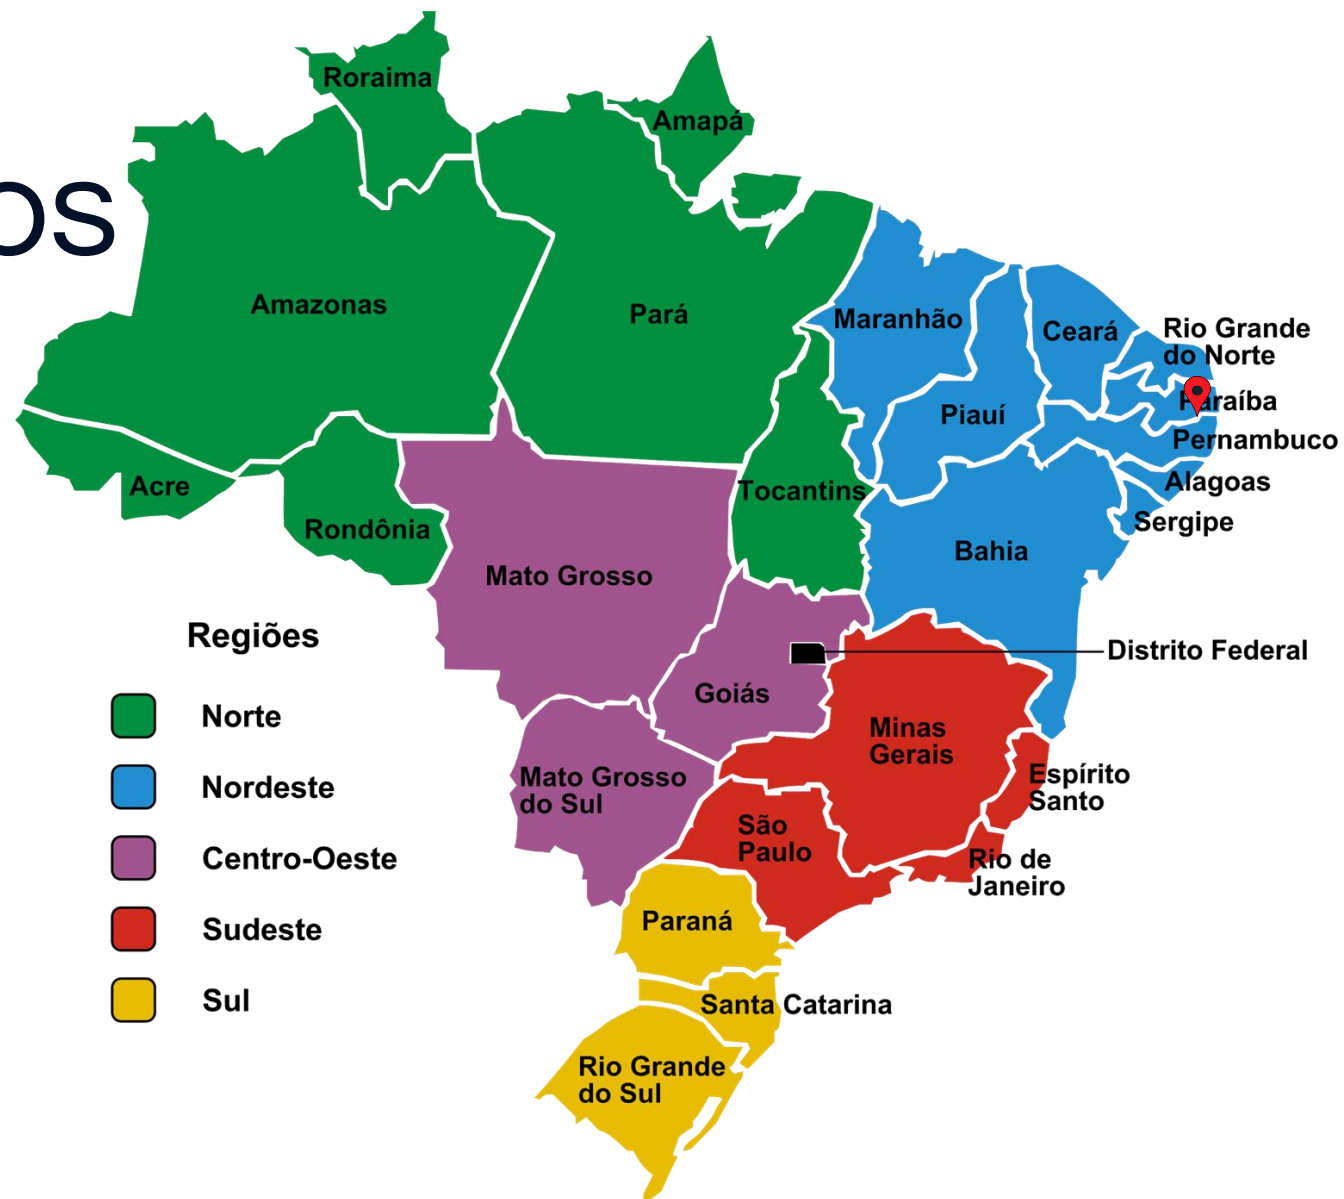 os
Roraima
Amapá
Amazonas
Pará
Maranhão
Ceará
Rio Grande
do Norte
Piauí
Paraíba
Pernambuco
Acre
Tocantins
Alagoas
Rondônia
Sergipe
Bahia
Mato Grosso
Regiões
Distrito Federal
Goiás
Norte
Minas
Gerais
Mato Grosso
do Sul
Espírito
Santo
Nordeste
São
Paulo
Rio de
Janeiro
Centro-Oeste
Paraná
Sudeste
Sul
Santa Catarina
Rio Grande
do Sul